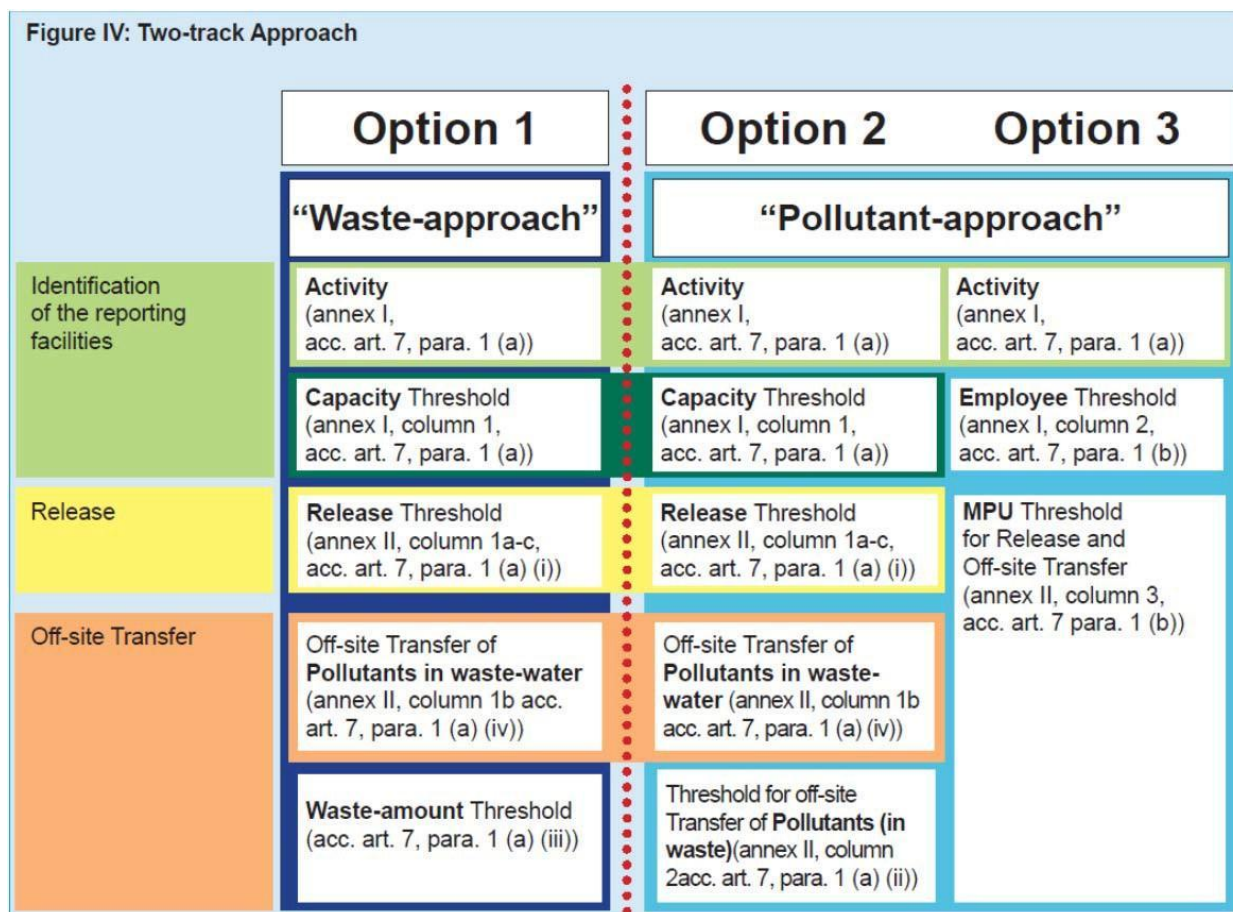 Figure IV: Two-track Approach
Option 1
Option 2
Option 3
“Waste-approach”
“Pollutant-approach”
Identification
of the reporting
facilities
Activity
(annex I,
acc. art. 7, para. 1 (a))
Activity
(annex I,
acc. art. 7, para. 1 (a))
Activity
(annex I,
acc. art. 7, para. 1 (a))
Capacity Threshold
(annex I, column 1,
acc. art. 7, para. 1 (a))
Capacity Threshold
(annex I, column 1,
acc. art. 7, para. 1 (a))
Employee Threshold
(annex I, column 2,
acc. art. 7, para. 1 (b))
Release
Release Threshold
(annex II, column 1a-c,
acc. art. 7, para. 1 (a) (i))
Release Threshold
(annex II, column 1a-c,
acc. art. 7, para. 1 (a) (i))
MPU Threshold
for Release and
Off-site Transfer
(annex II, column 3,
acc. art. 7 para. 1 (b))
Off-site Transfer
Off-site Transfer of
Pollutants in waste-water
(annex II, column 1b acc.
art. 7, para. 1 (a) (iv))
Off-site Transfer of
Pollutants in waste-
water (annex II, column 1b
acc. art. 7, para. 1 (a) (iv))
Waste-amount Threshold
(acc. art. 7, para. 1 (a) (iii))
Threshold for off-site
Transfer of Pollutants (in
waste)(annex II, column
2acc. art. 7, para. 1 (a) (ii))